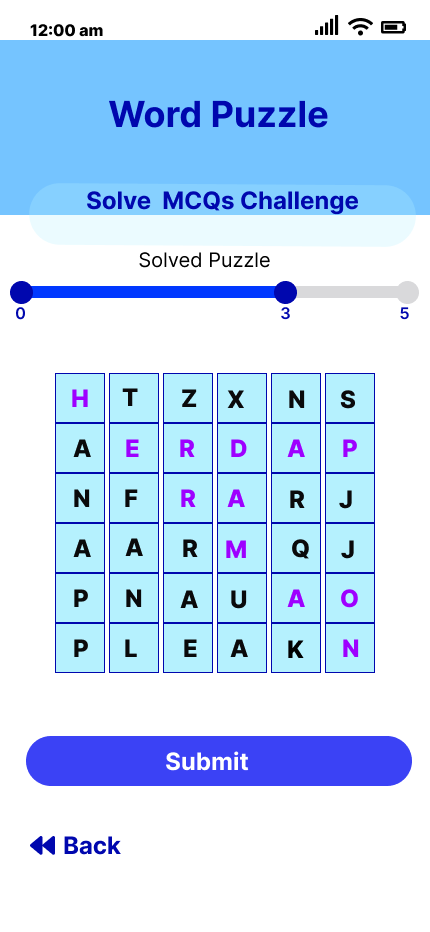 12:00 am
Word Puzzle
Solve MCQs Challenge
Solved Puzzle
0 3 5
H T Z X N S
A E R D A P
N F R A R J
A A R M Q J
P N A U A O
P L E A K N
Submit
Back